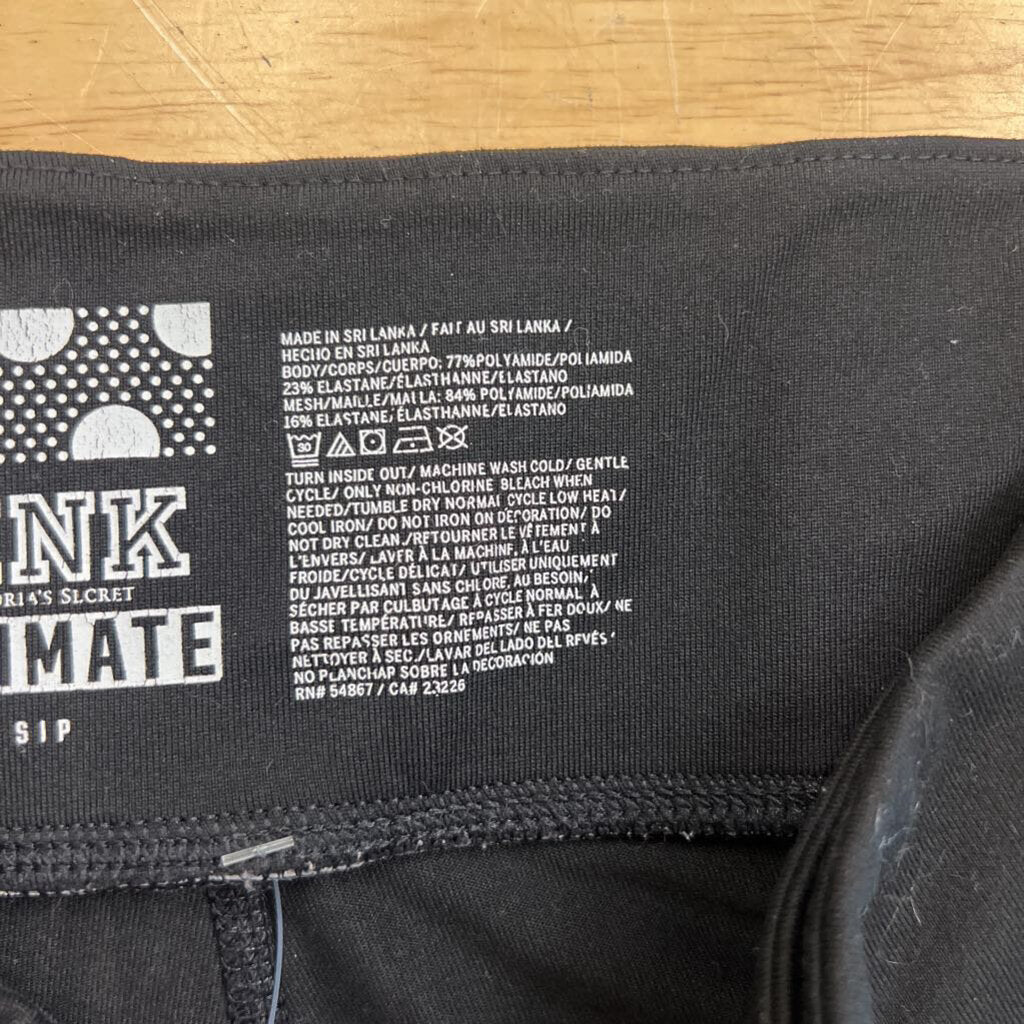 INK
ORIA'S SECRET
IMATE
S I P
MADE IN SRI LANKA / FAIT AU SRI LANKA /
HECHO EN SRI LANKA
BODY/CORPS/CUERPO: 77%POLYAMIDE/POLIAMIDA
23% ELASTANE/ÉLASTHANNE/ELASTANO
MESH/MAILLE/MALLA: 84% POLYAMIDE/POLIAMIDA
16% ELASTANE/ÉLASTHANNE/ELASTANO
30
TURN INSIDE OUT/ MACHINE WASH COLD/ GENTLE
CYCLE/ ONLY NON-CHLORINE BLEACH WHEN
NEEDED/TUMBLE DRY NORMAL CYCLE LOW HEAT/
COOL IRON/ DO NOT IRON ON DECORATION/ DO
NOT DRY CLEAN./RETOURNER LE VÊTEMENT À
L'ENVERS/ LAVER À LA MACHINE, À L'EAU
FROIDE/CYCLE DÉLICAT/ UTILISER UNIQUEMENT
DU JAVELLISANT SANS CHLORE, AU BESOIN/
SÉCHER PAR CULBUTAGE À CYCLE NORMAL À
BASSE TEMPÉRATURE/ REPASSER À FER DOUX/ NE
PAS REPASSER LES ORNEMENTS/ NE PAS
NETTOYER À SEC./LAVAR DEL LADO DEL REVÉS/
NO PLANCHAR SOBRE LA DECORACIÓN
RN# 54867 / CA# 23226